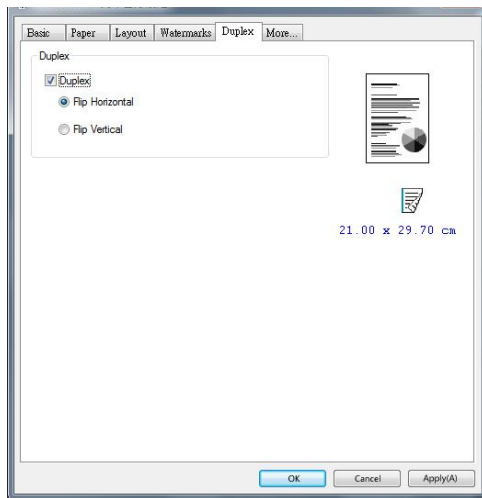 Basic Paper Layout Watermarks Duplex More...
Duplex
Duplex
Flip Horizontal
Flip Vertical
21.00 x 29.70 cm
OK Cancel Apply(A)